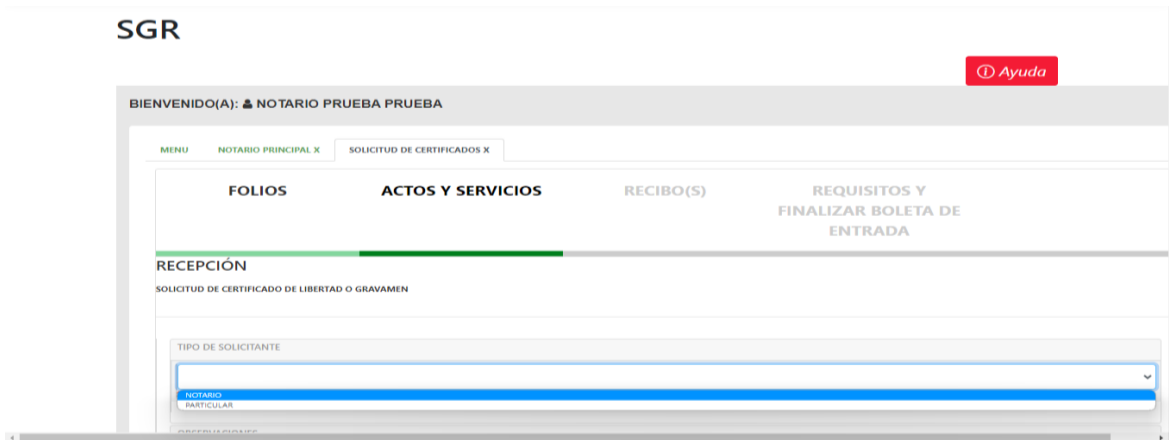 SGR
Ayuda
BIENVENIDO(A): NOTARIO PRUEBA PRUEBA
MENU NOTARIO PRINCIPAL X SOLICITUD DE CERTIFICADOS X
FOLIOS ACTOS Y SERVICIOS RECIBO(S) REQUISITOS Y
FINALIZAR BOLETA DE
ENTRADA
RECEPCIÓN
SOLICITUD DE CERTIFICADO DE LIBERTAD O GRAVAMEN
TIPO DE SOLICITANTE
NOTARIO
PARTICULAR
OBSERVACIONES